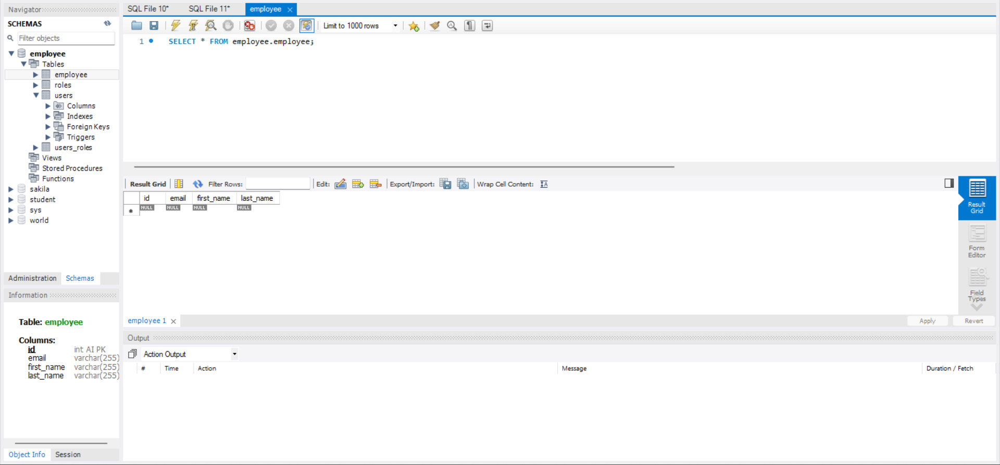 Navigator
SCHEMAS
Filter objects
employee
Tables
employee
roles
users
Columns
Indexes
Foreign Keys
Triggers
users_roles
Views
Stored Procedures
Functions
sakila
student
sys
world
Administration Schemas
Information
Table: employee
Columns:
id int AI PK
email varchar(255)
first_name varchar(255)
last_name varchar(255)
Object Info Session
SQL File 10* SQL File 11* employee
Limit to 1000 rows
1 SELECT * FROM employee.employee;
Result Grid Filter Rows: Edit: Export/Import: Wrap Cell Content:
id email first_name last_name
NULL NULL NULL NULL
Result
Grid
Form
Editor
Field
Types
employee 1 Apply Revert
Output
Action Output
# Time Action Message Duration / Fetch